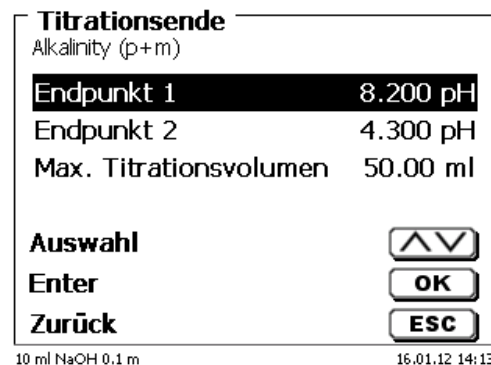 Titrationsende
Alkalinity (p+m)
Endpunkt 1 8.200 pH
Endpunkt 2 4.300 pH
Max. Titrationsvolumen 50.00 ml
Auswahl
Enter OK
Zurück ESC
10 ml NaOH 0.1 m 16.01.12 14:13